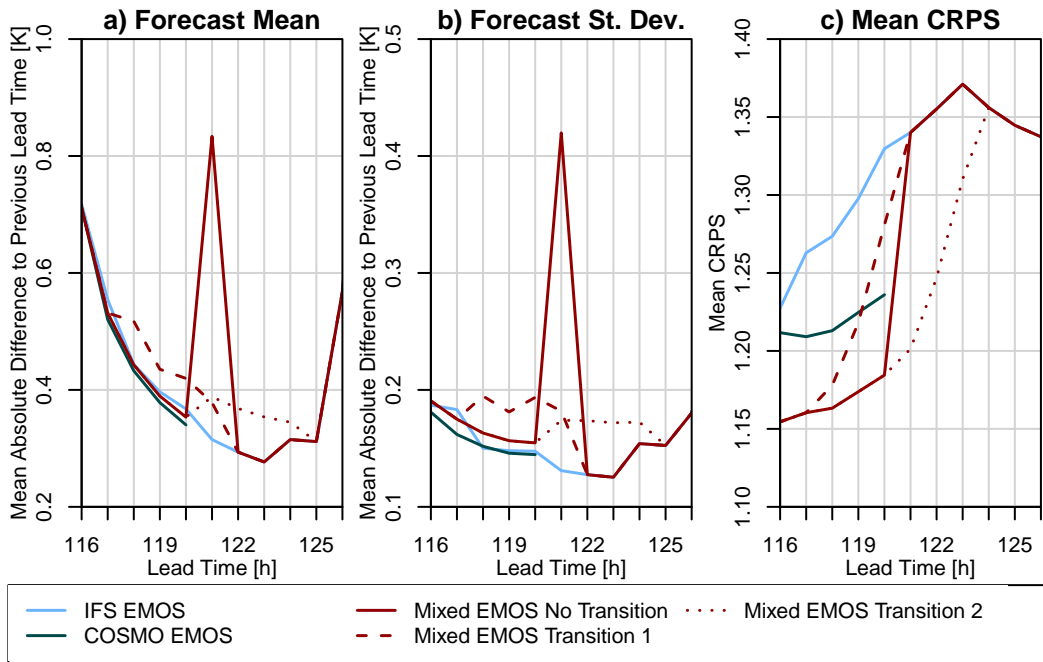 a) Forecast Mean
b) Forecast St. Dev.
c) Mean CRPS
Mean Absolute Difference to Previous Lead Time [K]
0.2 0.4 0.6 0.8 1.0
116 119 122 125
Lead Time [h]
Mean Absolute Difference to Previous Lead Time [K]
0.1 0.2 0.3 0.4 0.5
116 119 122 125
Lead Time [h]
Mean CRPS
1.10 1.15 1.20 1.25 1.30 1.35 1.40
116 119 122 125
Lead Time [h]
IFS EMOS
COSMO EMOS
Mixed EMOS No Transition
Mixed EMOS Transition 1
Mixed EMOS Transition 2